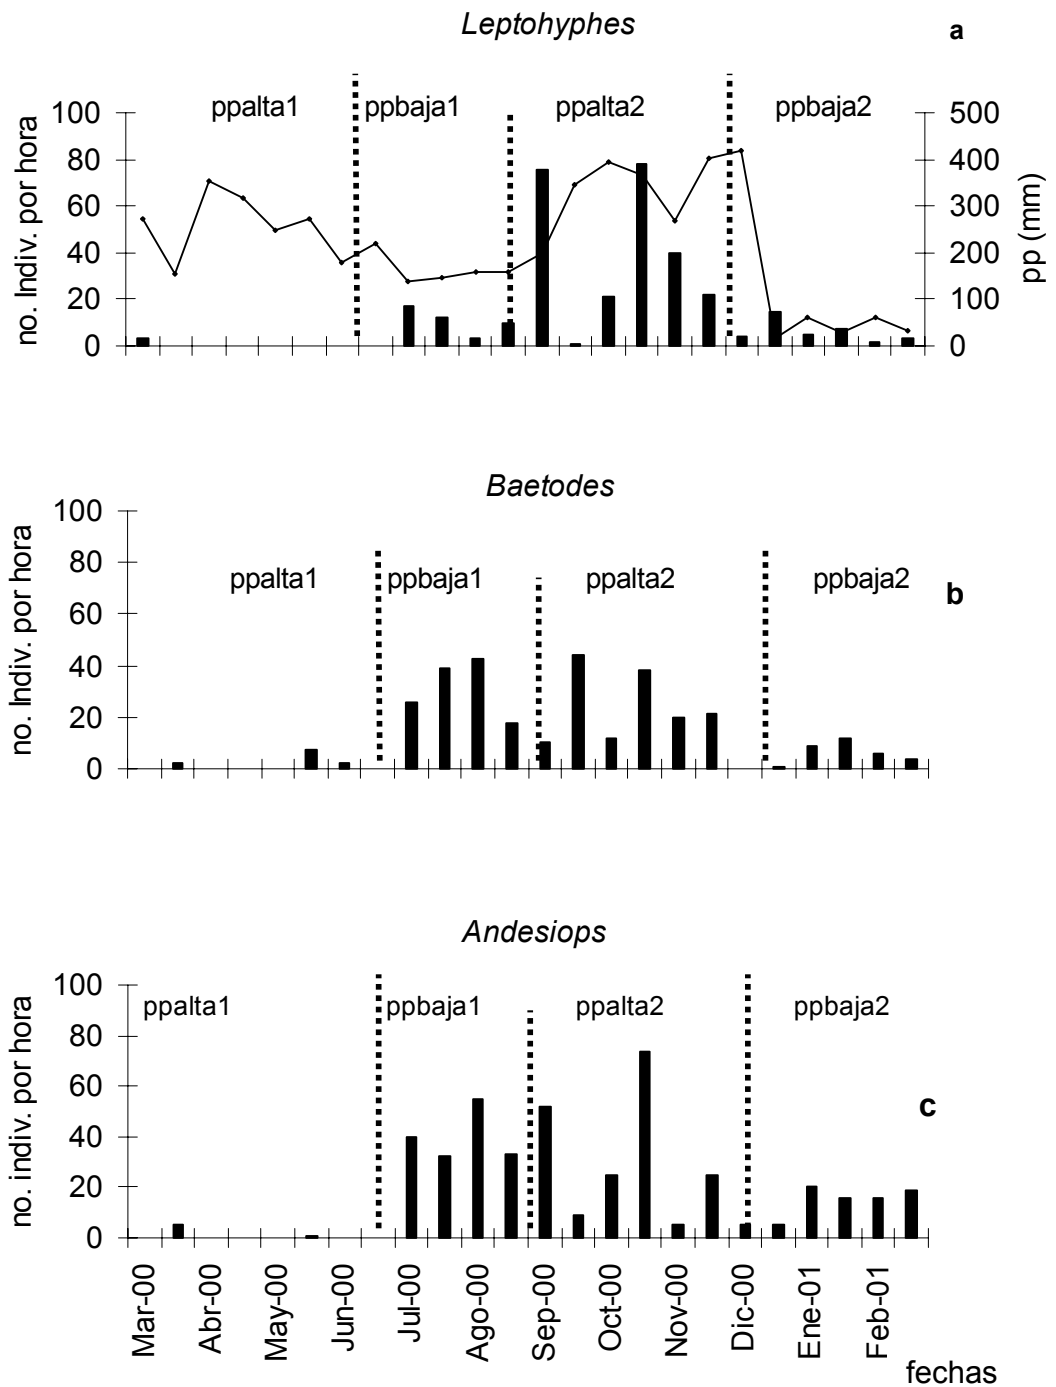 Leptohyphes
a
ppalta1 ppbaja1 ppalta2 ppbaja2
no. Indiv. por hora
100
80
60
40
20
0
500
400
300
200
100
0
pp (mm)
Baetodes
b
ppalta1 ppbaja1 ppalta2 ppbaja2
no. Indiv. por hora
100
80
60
40
20
0
Andesiops
c
ppalta1 ppbaja1 ppalta2 ppbaja2
no. indiv. por hora
100
80
60
40
20
0
Mar-00
Abr-00
May-00
Jun-00
Jul-00
Ago-00
Sep-00
Oct-00
Nov-00
Dic-00
Ene-01
Feb-01
fechas